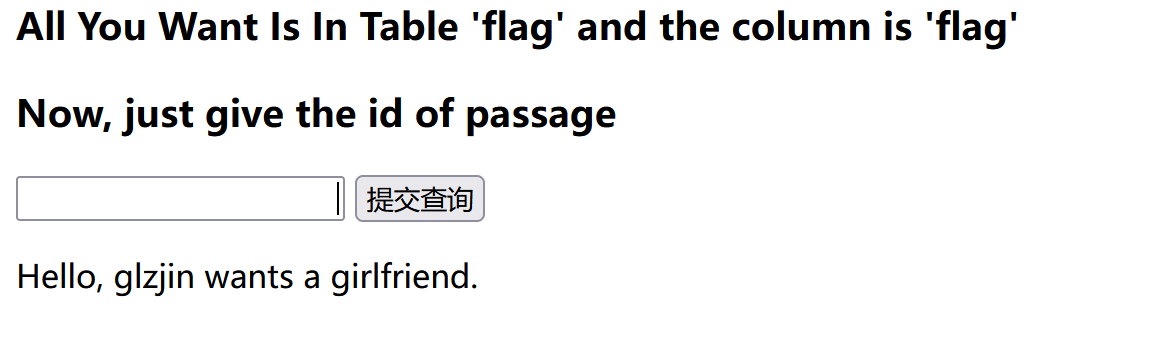 All You Want Is In Table 'flag' and the column is 'flag'
Now, just give the id of passage
提交查询
Hello, glzjin wants a girlfriend.